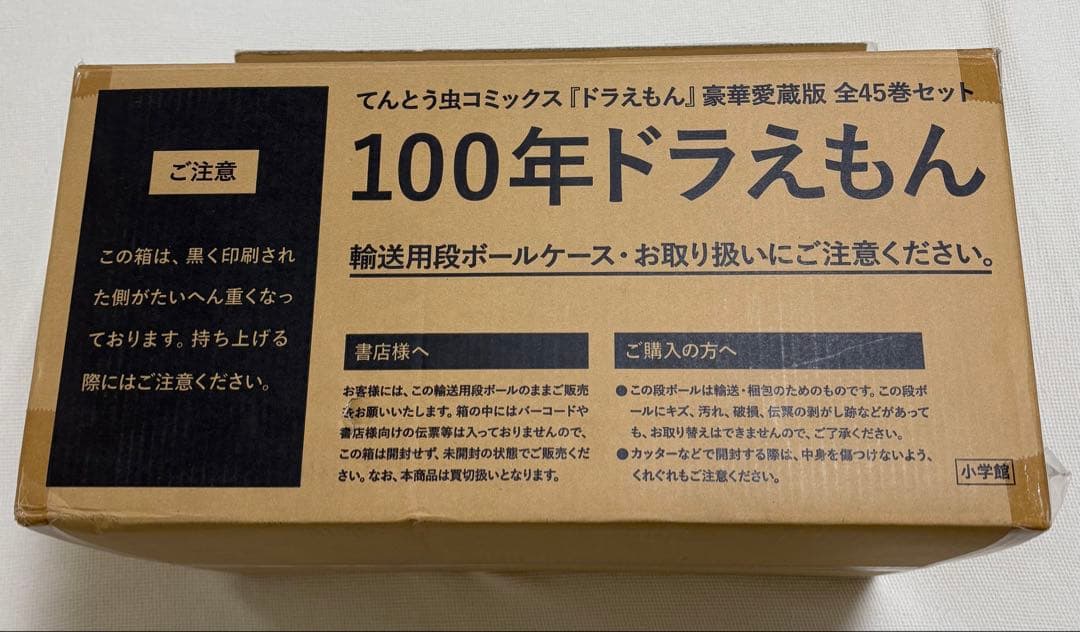 てんとう虫コミックス『ドラえもん』豪華愛蔵版 全45巻セット
100年ドラえもん
輸送用段ボールケース・お取り扱いにご注意ください。
ご注意
この箱は、黒く印刷され
た側がたいへん重くなっ
ております。持ち上げる
際にはご注意ください。
書店様へ
お客様には、この輸送用段ボールのままご販売
をお願いいたします。箱の中にはバーコードや
書店様向けの伝票等は入っておりませんので、
この箱は開封せず、未開封の状態でご販売くだ
さい。なお、本商品は買切扱いとなります。
ご購入の方へ
●この段ボールは輸送・梱包のためのものです。この段ボ
ールにキズ、汚れ、破損、伝票の剥がし跡などがあって
も、お取り替えはできませんので、ご了承ください。
●カッターなどで開封する際は、中身を傷つけないよう、
くれぐれもご注意ください。
小学館